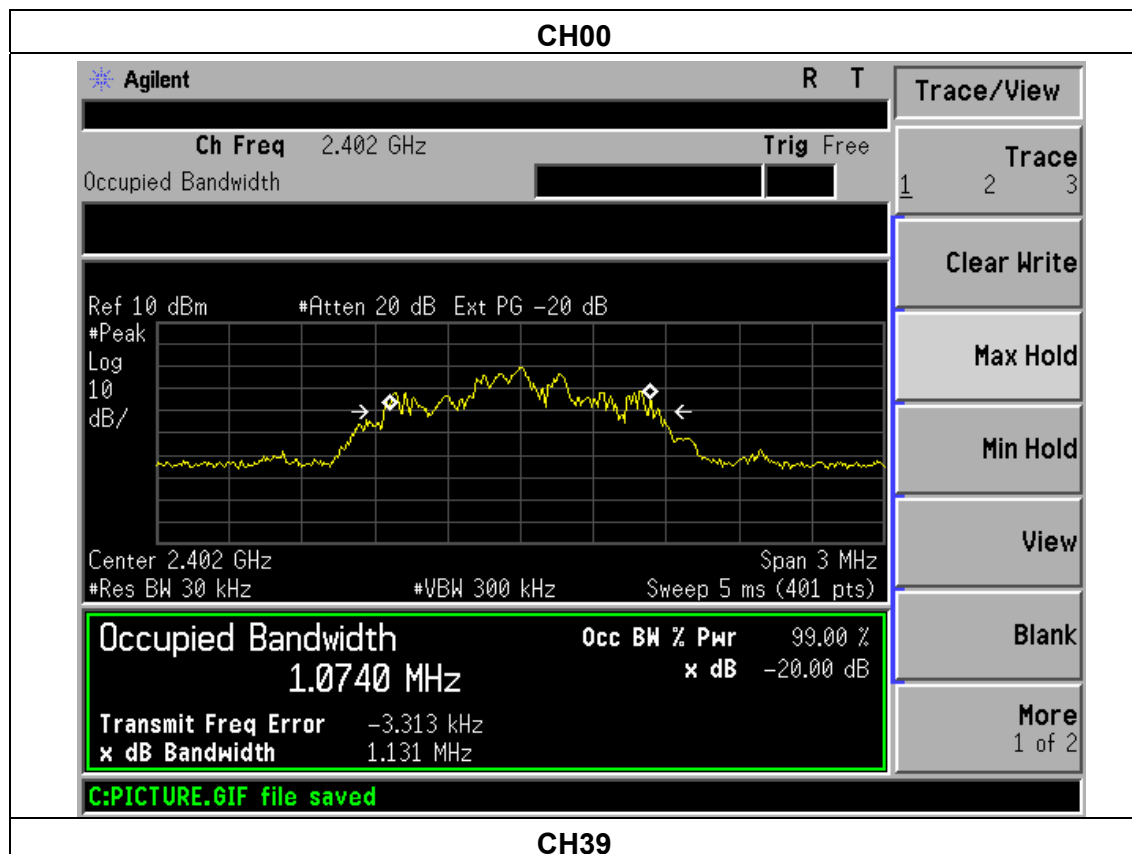 CH00
Agilent R T
Trace/View
Ch Freq 2.402 GHz Trig Free
Occupied Bandwidth
Trace
1 2 3
Clear Write
Ref 10 dBm #Atten 20 dB Ext PG −20 dB
#Peak
Log
10
dB/
Max Hold
Min Hold
View
Center 2.402 GHz Span 3 MHz
#Res BW 30 kHz #VBW 300 kHz Sweep 5 ms (401 pts)
Occupied Bandwidth Occ BW % Pwr 99.00 %
1.0740 MHz x dB −20.00 dB
Blank
Transmit Freq Error −3.313 kHz
x dB Bandwidth 1.131 MHz
More
1 of 2
C:PICTURE.GIF file saved
CH39